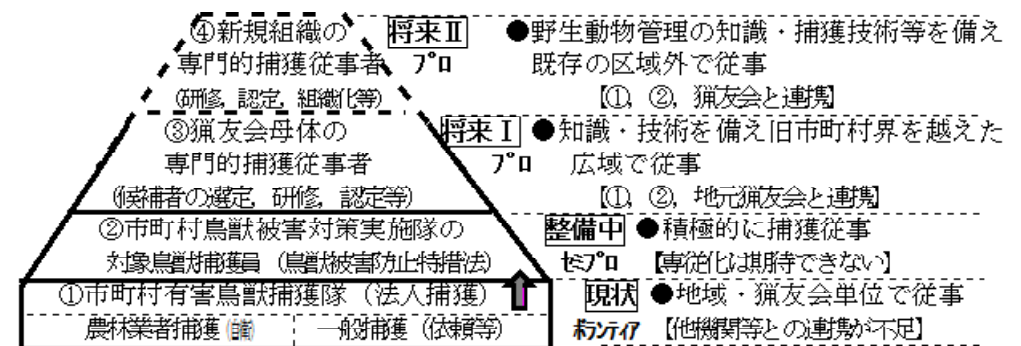 ④新規組織の 将来Ⅱ ●野生動物管理の知識・捕獲技術等を備え
専門的捕獲従事者 プロ 既存の区域外で従事
(研修, 認定, 組織化等) 【①, ②, 猟友会と連携】
③猟友会母体の 将来Ⅰ ●知識・技術を備え旧市町村界を越えた
専門的捕獲従事者 プロ 広域で従事
(候補者の選定, 研修, 認定等) 【①, ②, 地元猟友会と連携】
②市町村鳥獣被害対策実施隊の 整備中 ●積極的に捕獲従事
対象鳥獣捕獲員(鳥獣被害防止特措法) セミプロ 【専従化は期待できない】
①市町村有害鳥獣捕獲隊(法人捕獲) 現状 ●地域・猟友会単位で従事
農林業者捕獲 一般捕獲(依頼等) ボランティア 【他機関等との連携が不足】